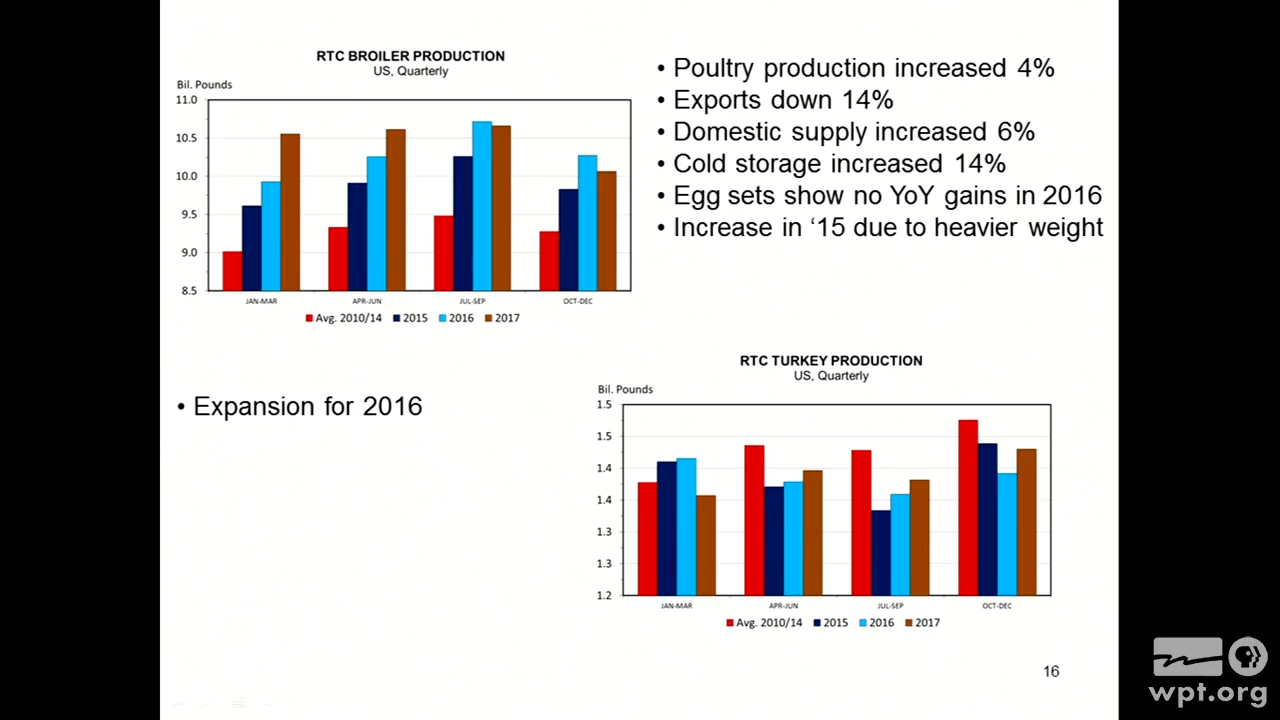 RTC BROILER PRODUCTION
US, Quarterly
Bil. Pounds
11.0
10.5
10.0
9.5
9.0
8.5
JAN-MAR APR-JUN JUL-SEP OCT-DEC
Avg. 2010/14 2015 2016 2017
• Poultry production increased 4%
• Exports down 14%
• Domestic supply increased 6%
• Cold storage increased 14%
• Egg sets show no YoY gains in 2016
• Increase in ‘15 due to heavier weight
• Expansion for 2016
RTC TURKEY PRODUCTION
US, Quarterly
Bil. Pounds
1.5
1.5
1.4
1.4
1.3
1.3
1.2
JAN-MAR APR-JUN JUL-SEP OCT-DEC
Avg. 2010/14 2015 2016 2017
16
wpt.org